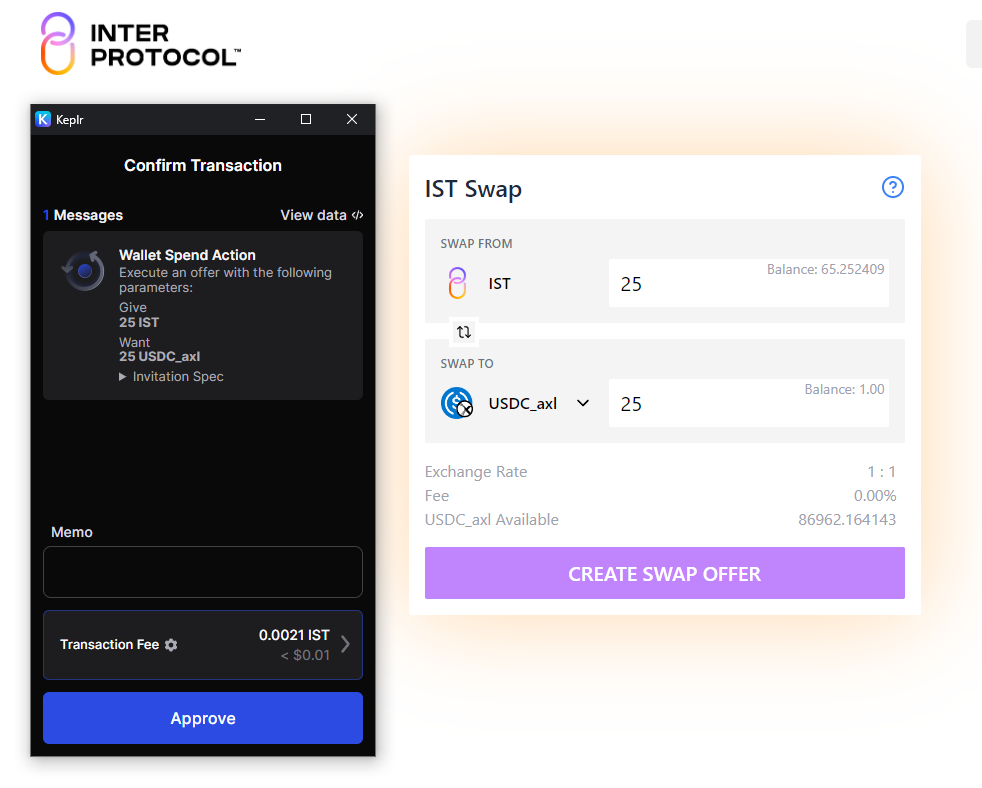 INTER
PROTOCOL™
Keplr
Confirm Transaction
1 Messages
View data </>
Wallet Spend Action
Execute an offer with the following
parameters:
Give
25 IST
Want
25 USDC_axl
Invitation Spec
Memo
Transaction Fee
0.0021 IST
< $0.01
Approve
IST Swap
?
SWAP FROM
IST
25
Balance: 65.252409
SWAP TO
USDC_axl
25
Balance: 1.00
Exchange Rate
1 : 1
Fee
0.00%
USDC_axl Available
86962.164143
CREATE SWAP OFFER